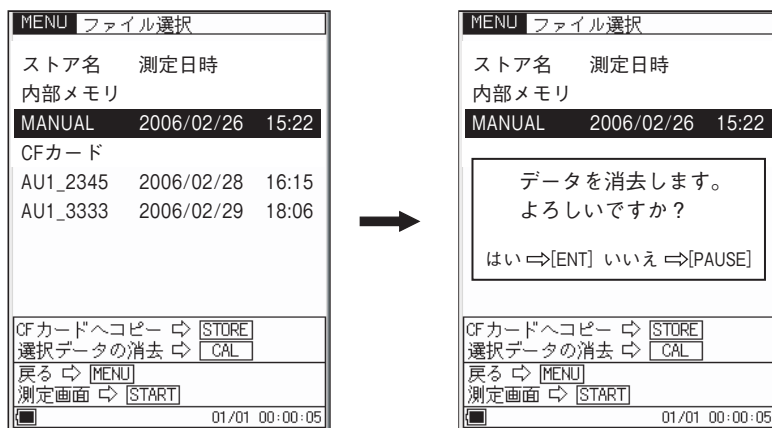 MENU ファイル選択
ストア名 測定日時
内部メモリ
MANUAL 2006/02/26 15:22
CFカード
AU1_2345 2006/02/28 16:15
AU1_3333 2006/02/29 18:06
CFカードへコピー ⇨ STORE
選択データの消去 ⇨ CAL
戻る ⇨ MENU
測定画面 ⇨ START
01/01 00:00:05
MENU ファイル選択
ストア名 測定日時
内部メモリ
MANUAL 2006/02/26 15:22
データを消去します。
よろしいですか？
はい ⇨[ENT] いいえ ⇨[PAUSE]
CFカードへコピー ⇨ STORE
選択データの消去 ⇨ CAL
戻る ⇨ MENU
測定画面 ⇨ START
01/01 00:00:05